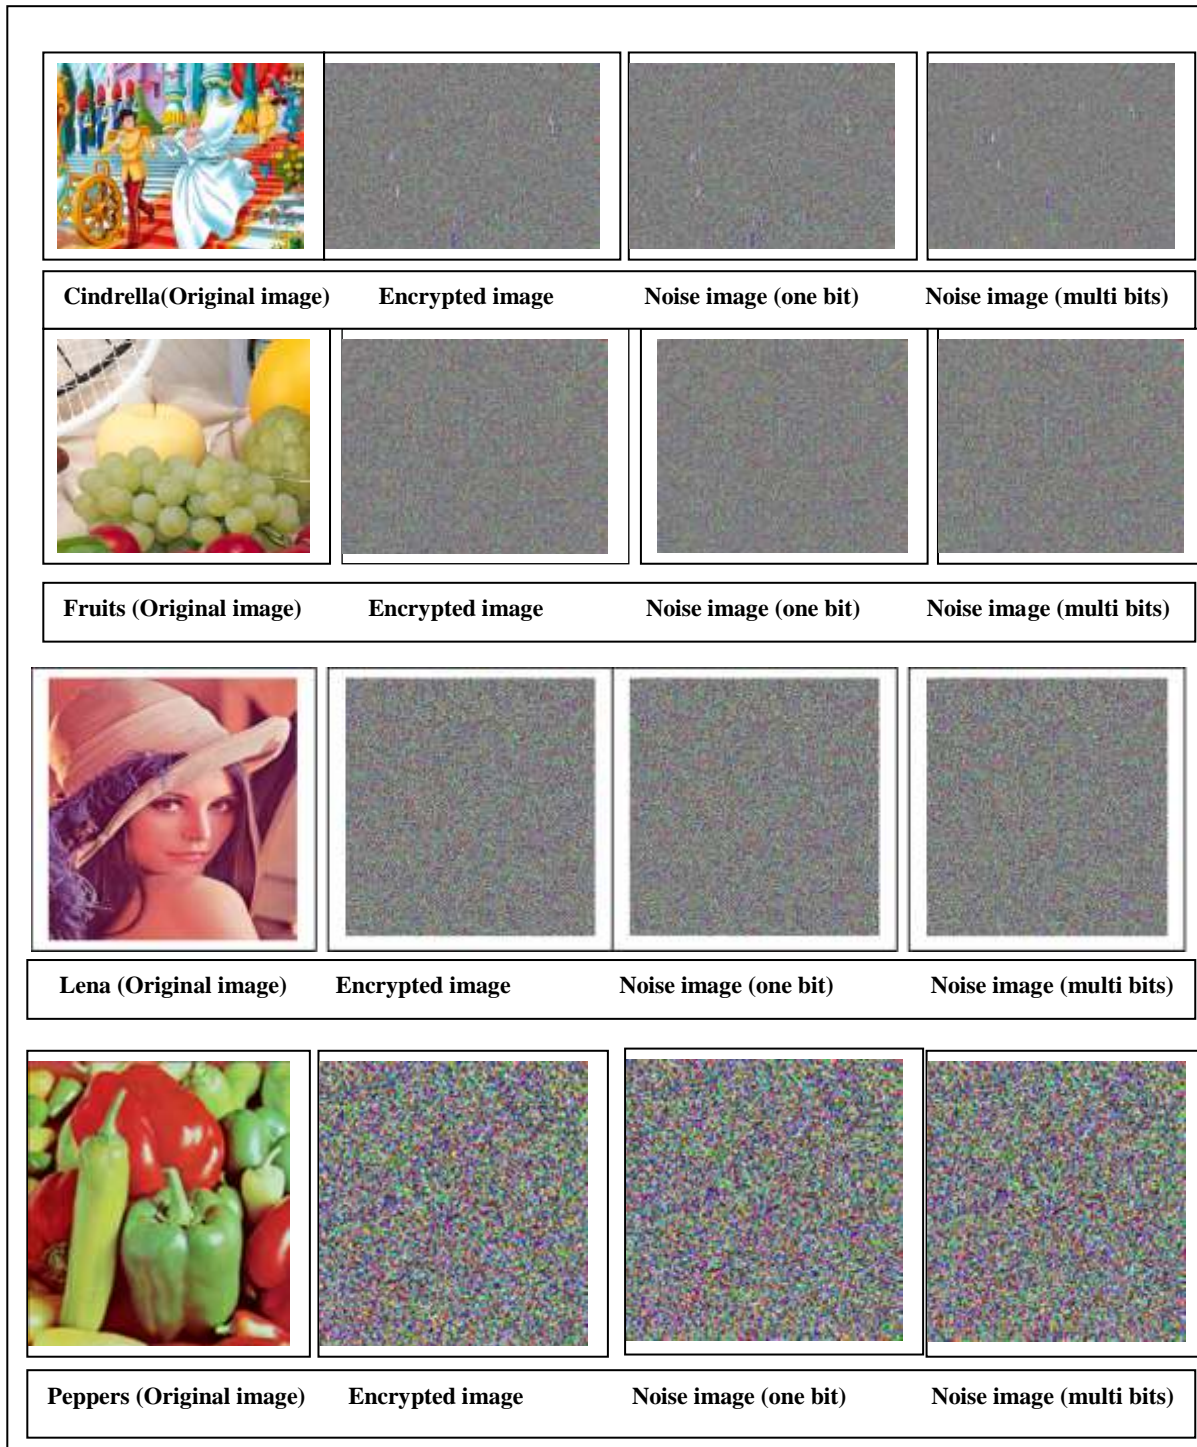 Cindrella(Original image) Encrypted image Noise image (one bit) Noise image (multi bits)
Fruits (Original image) Encrypted image Noise image (one bit) Noise image (multi bits)
Lena (Original image) Encrypted image Noise image (one bit) Noise image (multi bits)
Peppers (Original image) Encrypted image Noise image (one bit) Noise image (multi bits)